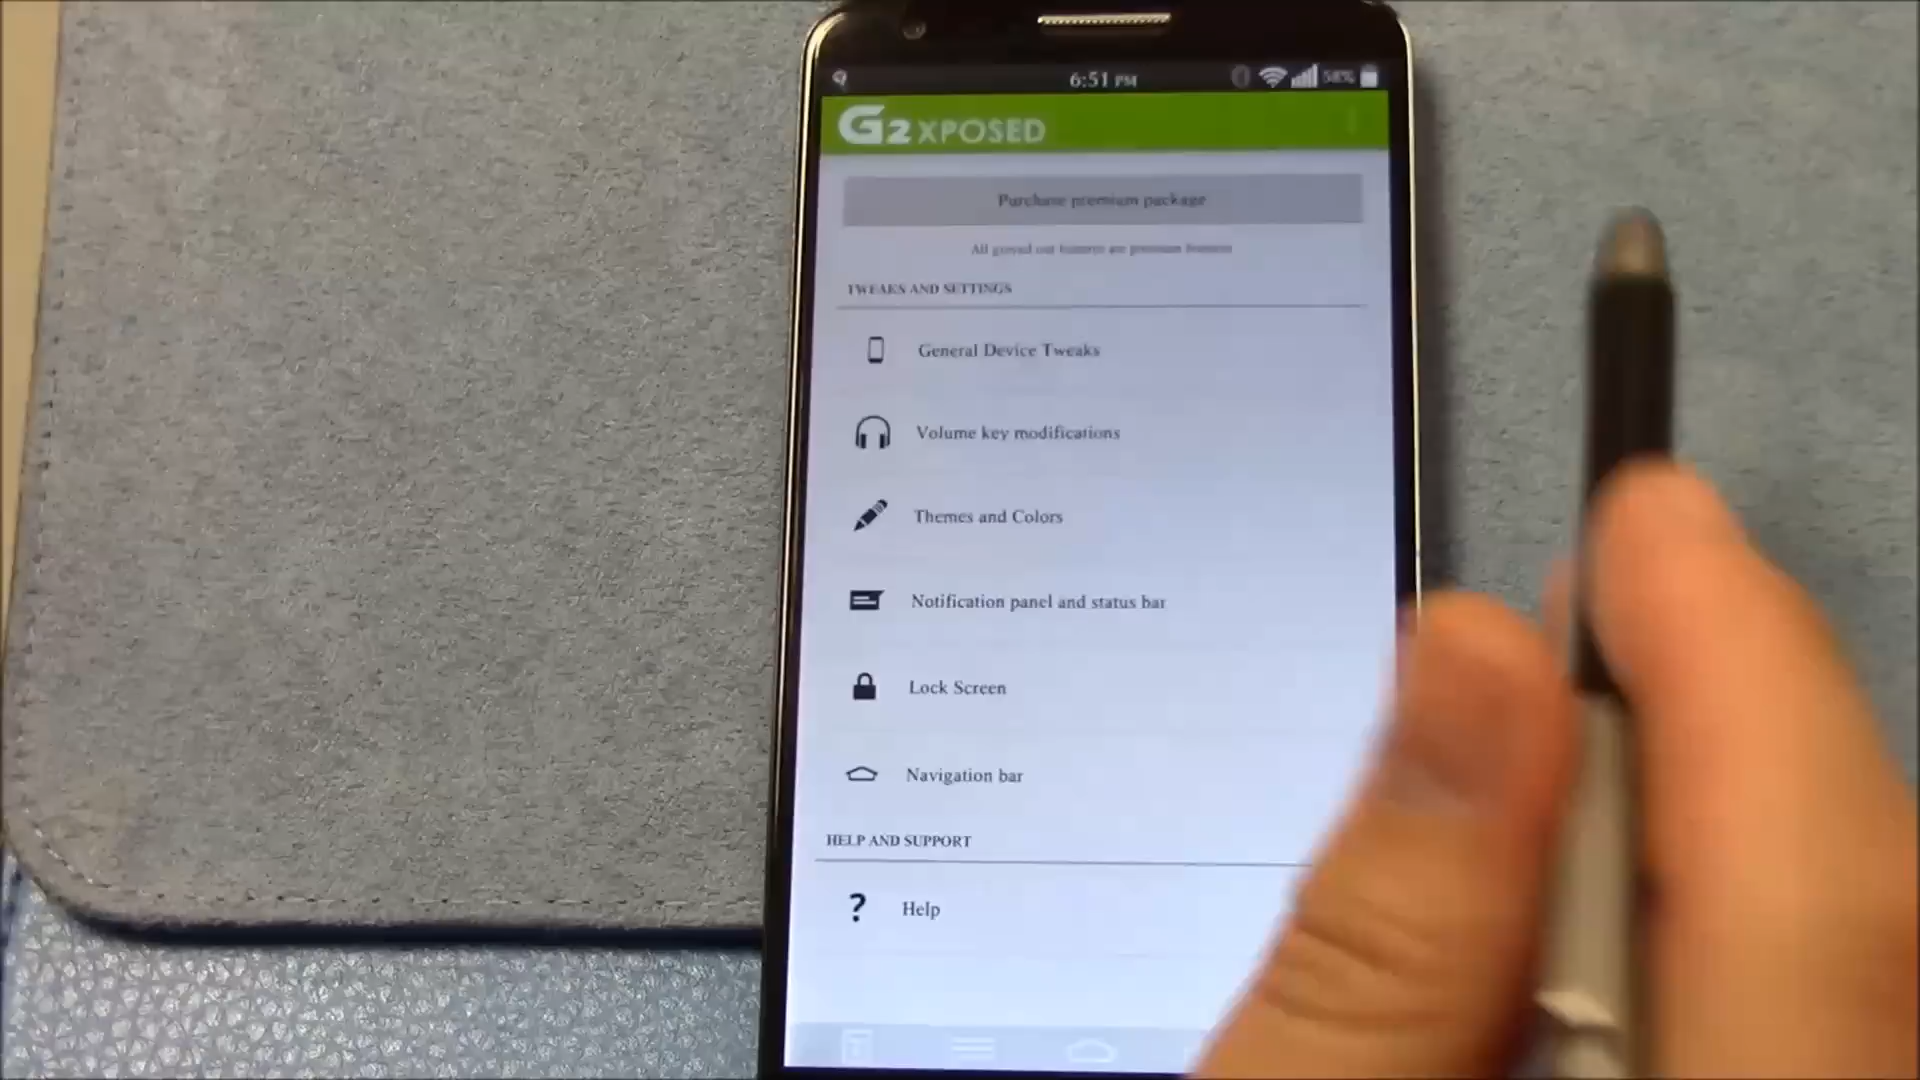 6:51 PM 58%
G2 XPOSED
Purchase premium package
All greyed out features are premium features
TWEAKS AND SETTINGS
General Device Tweaks
Volume key modifications
Themes and Colors
Notification panel and status bar
Lock Screen
Navigation bar
HELP AND SUPPORT
? Help